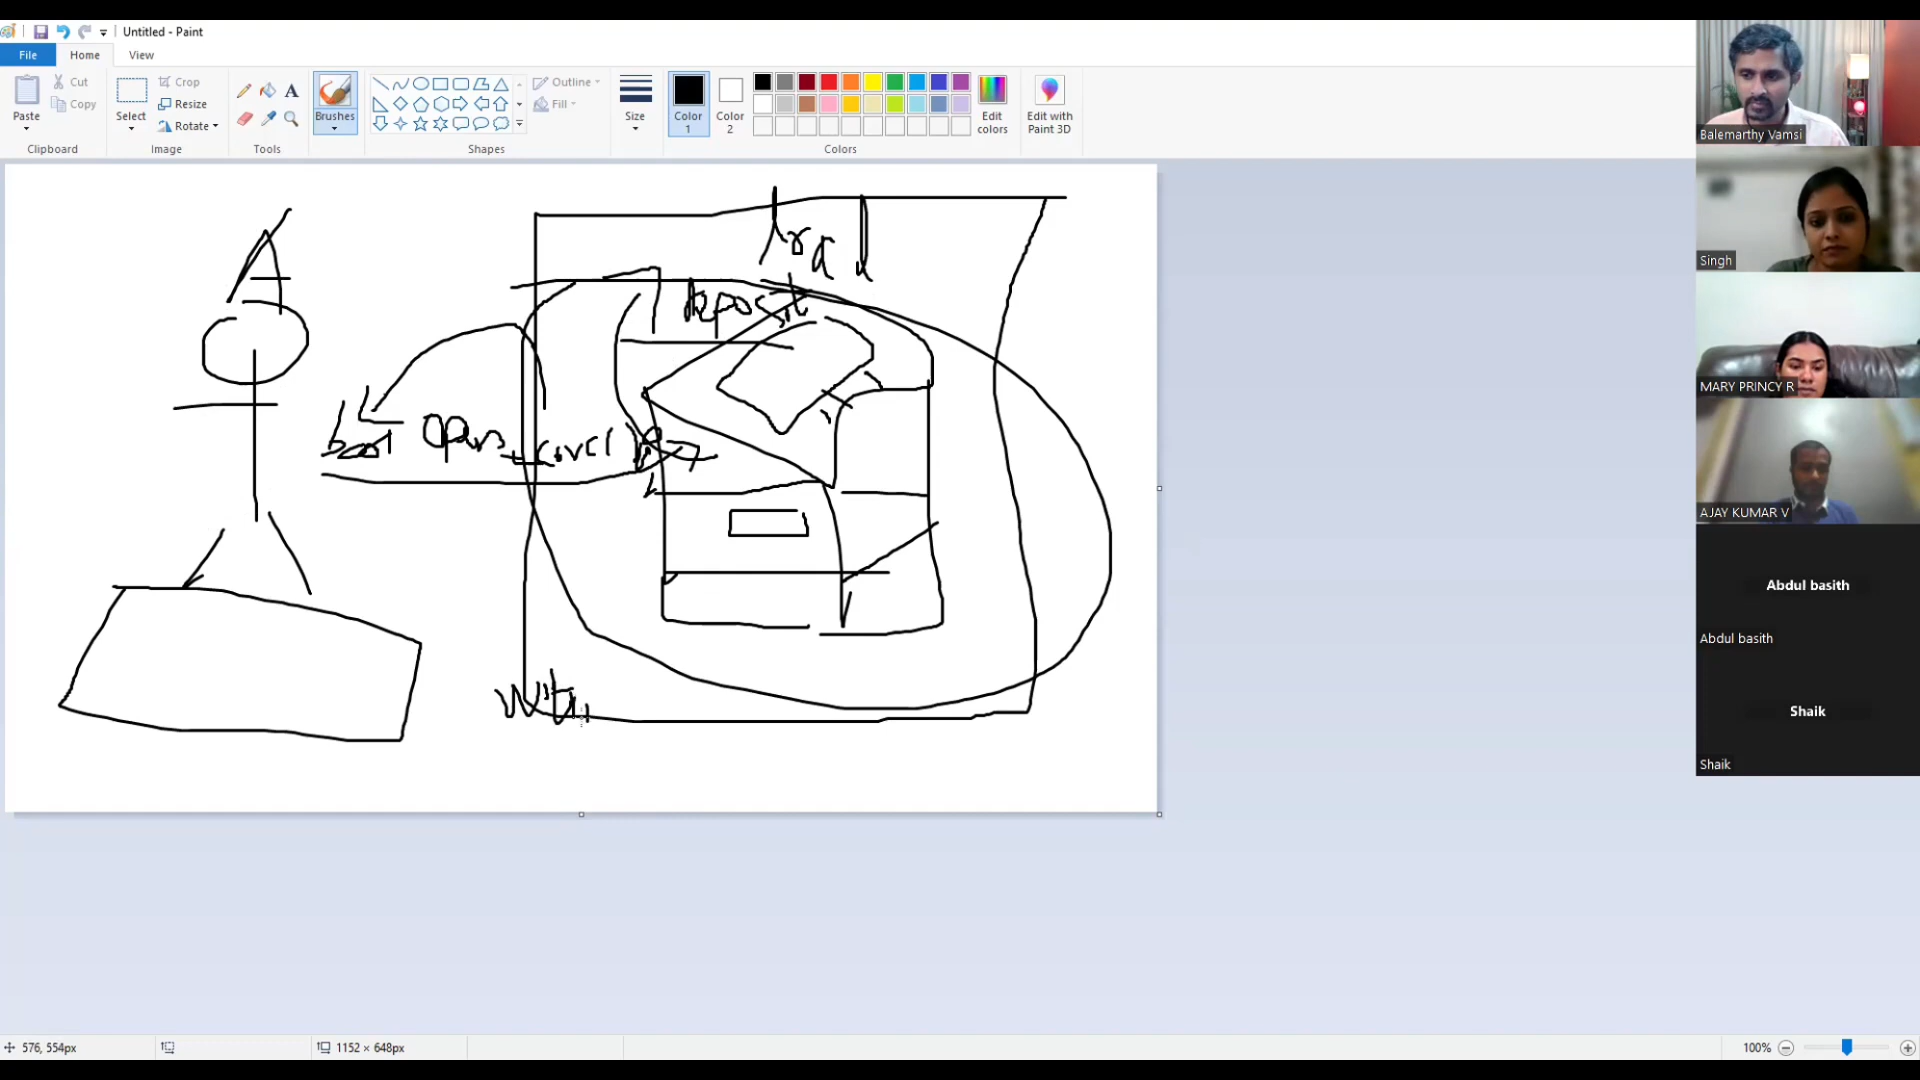 Untitled - Paint
File
Home
View
Paste
Cut
Copy
Clipboard
Select
Crop
Resize
Rotate
Image
Tools
Brushes
Shapes
Outline
Fill
Size
Color
1
Color
2
Colors
Edit
colors
Edit with
Paint 3D
A
deposit
bool open
576, 554px
1152 × 648px
100%
Balemarthy Vamsi
Singh
MARY PRINCY R
AJAY KUMAR V
Abdul basith
Abdul basith
Shaik
Shaik